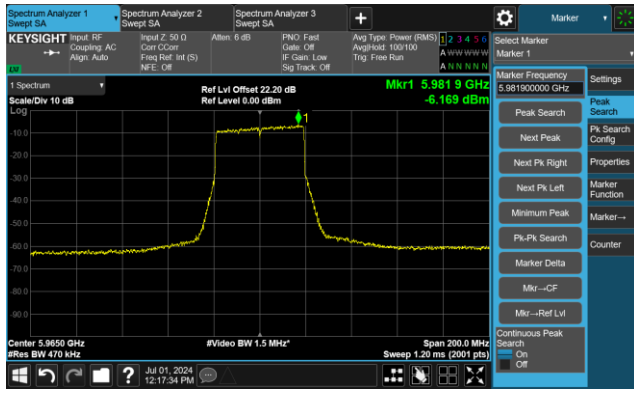 Spectrum Analyzer 1
Swept SA
Spectrum Analyzer 2
Swept SA
Spectrum Analyzer 3
Swept SA
+
Marker
KEYSIGHT
Input: RF
Coupling: AC
Align: Auto
Input Z: 50 Ω
Corr CCorr
Freq Ref: Int (S)
NFE: Off
Atten: 6 dB
PNO: Fast
Gate: Off
IF Gain: Low
Sig Track: Off
Avg Type: Power (RMS)
Avg|Hold: 100/100
Trig: Free Run
1 2 3 4 5 6
A W W W W W
A N N N N N
Select Marker
Marker 1
1 Spectrum
Scale/Div 10 dB
Log
Ref Lvl Offset 22.20 dB
Ref Level 0.00 dBm
Mkr1 5.981 9 GHz
-6.169 dBm
1
-10.0
-20.0
-30.0
-40.0
-50.0
-60.0
-70.0
-80.0
-90.0
Center 5.9650 GHz
#Res BW 470 kHz
#Video BW 1.5 MHz*
Span 200.0 MHz
Sweep 1.20 ms (2001 pts)
Marker Frequency
5.981900000 GHz
Peak Search
Next Peak
Next Pk Right
Next Pk Left
Minimum Peak
Pk-Pk Search
Marker Delta
Mkr→CF
Mkr→Ref Lvl
Continuous Peak
Search
On
Off
Settings
Peak
Search
Pk Search
Config
Properties
Marker
Function
Marker→
Counter
?
Jul 01, 2024
12:17:34 PM